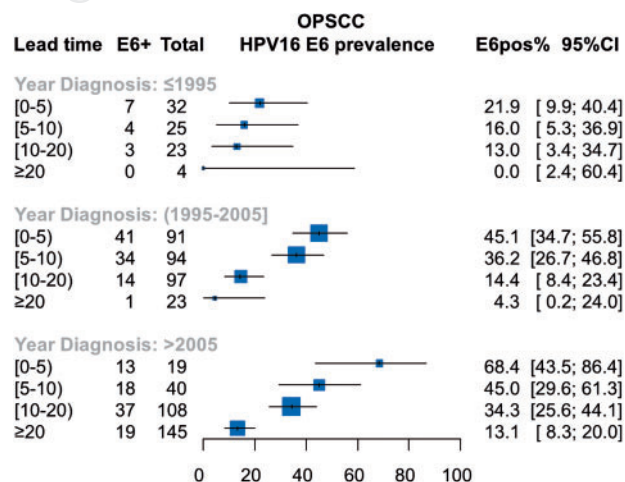 OPSCC
Lead time E6+ Total HPV16 E6 prevalence E6pos% 95%CI
Year Diagnosis: ≤1995
[0-5) 7 32 21.9 [ 9.9; 40.4]
[5-10) 4 25 16.0 [ 5.3; 36.9]
[10-20) 3 23 13.0 [ 3.4; 34.7]
≥20 0 4 0.0 [ 2.4; 60.4]
Year Diagnosis: (1995-2005]
[0-5) 41 91 45.1 [34.7; 55.8]
[5-10) 34 94 36.2 [26.7; 46.8]
[10-20) 14 97 14.4 [ 8.4; 23.4]
≥20 1 23 4.3 [ 0.2; 24.0]
Year Diagnosis: >2005
[0-5) 13 19 68.4 [43.5; 86.4]
[5-10) 18 40 45.0 [29.6; 61.3]
[10-20) 37 108 34.3 [25.6; 44.1]
≥20 19 145 13.1 [ 8.3; 20.0]
0 20 40 60 80 100